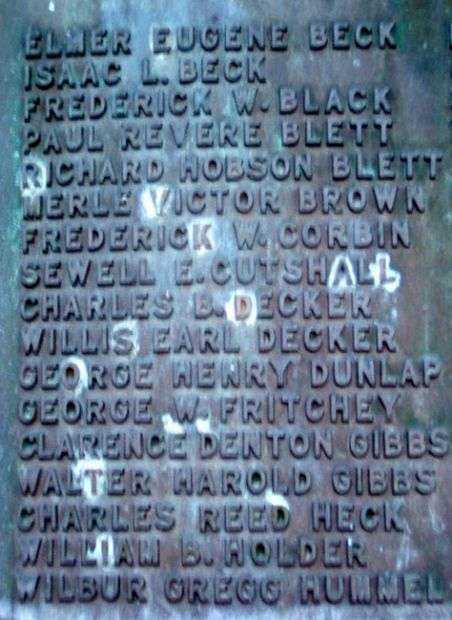 ELMER EUGENE BECK
ISAAC L. BECK
FREDERICK W. BLACK
PAUL REVERE BLETT
RICHARD HOBSON BLETT
MERLE VICTOR BROWN
FREDERICK W. CORBIN
SEWELL E. CUTSHALL
CHARLES B. DECKER
WILLIS EARL DECKER
GEORGE HENRY DUNLAP
GEORGE W. FRITCHEY
CLARENCE DENTON GIBBS
WALTER HAROLD GIBBS
CHARLES REED HECK
WILLIAM B. HOLDER
WILBUR GREGG HUMMEL